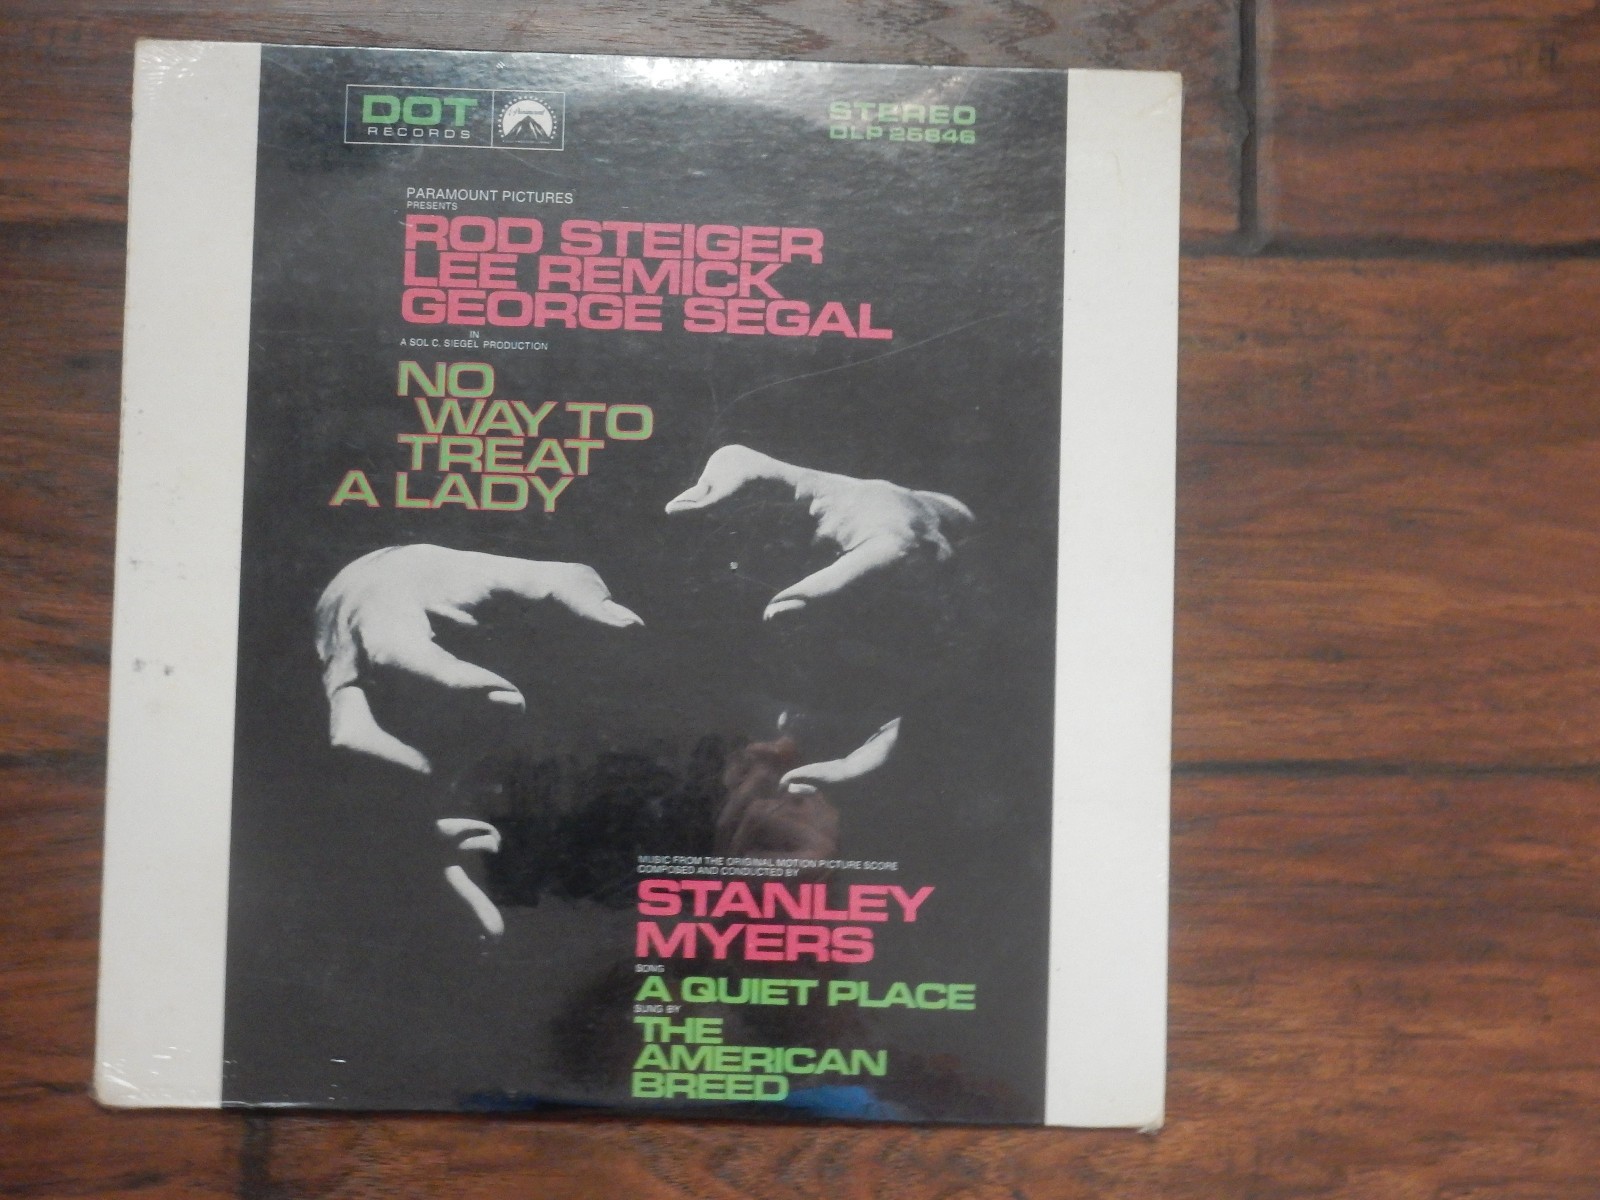 DOT
RECORDS
Paramount
STEREO
DLP 25846
PARAMOUNT PICTURES
PRESENTS
ROD STEIGER
LEE REMICK
GEORGE SEGAL
IN
A SOL C. SIEGEL PRODUCTION
NO
WAY TO
TREAT
A LADY
MUSIC FROM THE ORIGINAL MOTION PICTURE SCORE
COMPOSED AND CONDUCTED BY
STANLEY
MYERS
SONG
A QUIET PLACE
SUNG BY
THE
AMERICAN
BREED